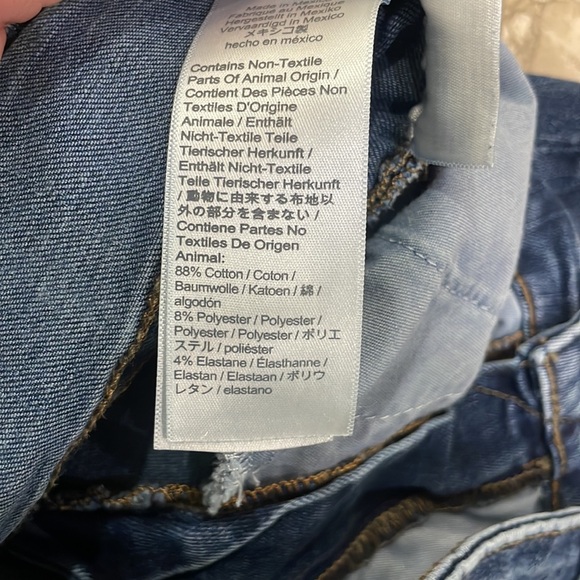 Made in Mexico
Fabriqué au Mexique
Hergestellt in Mexiko
Vervaardigd in Mexico
メキシコ製
hecho en méxico
Contains Non-Textile
Parts Of Animal Origin /
Contient Des Pièces Non
Textiles D'Origine
Animale / Enthält
Nicht-Textile Teile
Tierischer Herkunft /
Enthält Nicht-Textile
Teile Tierischer Herkunft
/ 動物に由来する布地以
外の部分を含まない /
Contiene Partes No
Textiles De Origen
Animal:
88% Cotton / Coton /
Baumwolle / Katoen / 綿 /
algodón
8% Polyester / Polyester /
Polyester / Polyester / ポリエ
ステル / poliéster
4% Elastane / Élasthanne /
Elastan / Elastaan / ポリウ
レタン / elastano